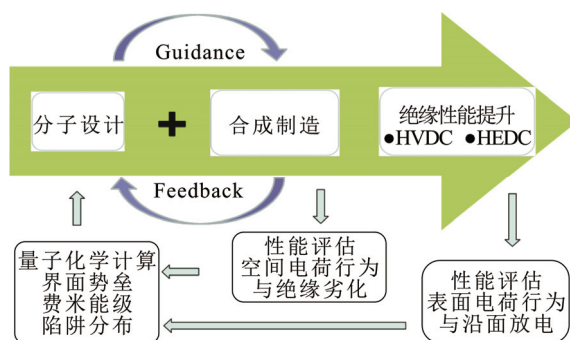 Guidance
分子设计
+
合成制造
绝缘性能提升
●HVDC ●HEDC
Feedback
量子化学计算
界面势垒
费米能级
陷阱分布
性能评估
空间电荷行为
与绝缘劣化
性能评估
表面电荷行为
与沿面放电